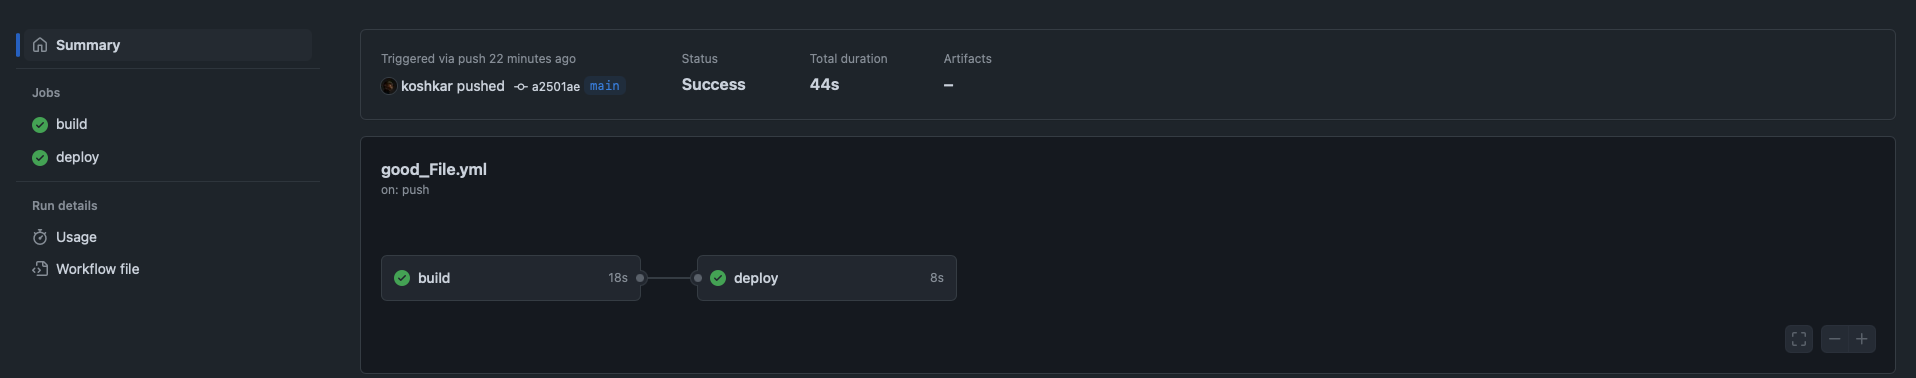 Summary
Jobs
build
deploy
Run details
Usage
Workflow file
Triggered via push 22 minutes ago
koshkar pushed a2501ae main
Status
Success
Total duration
44s
Artifacts
–
good_File.yml
on: push
build 18s
deploy 8s